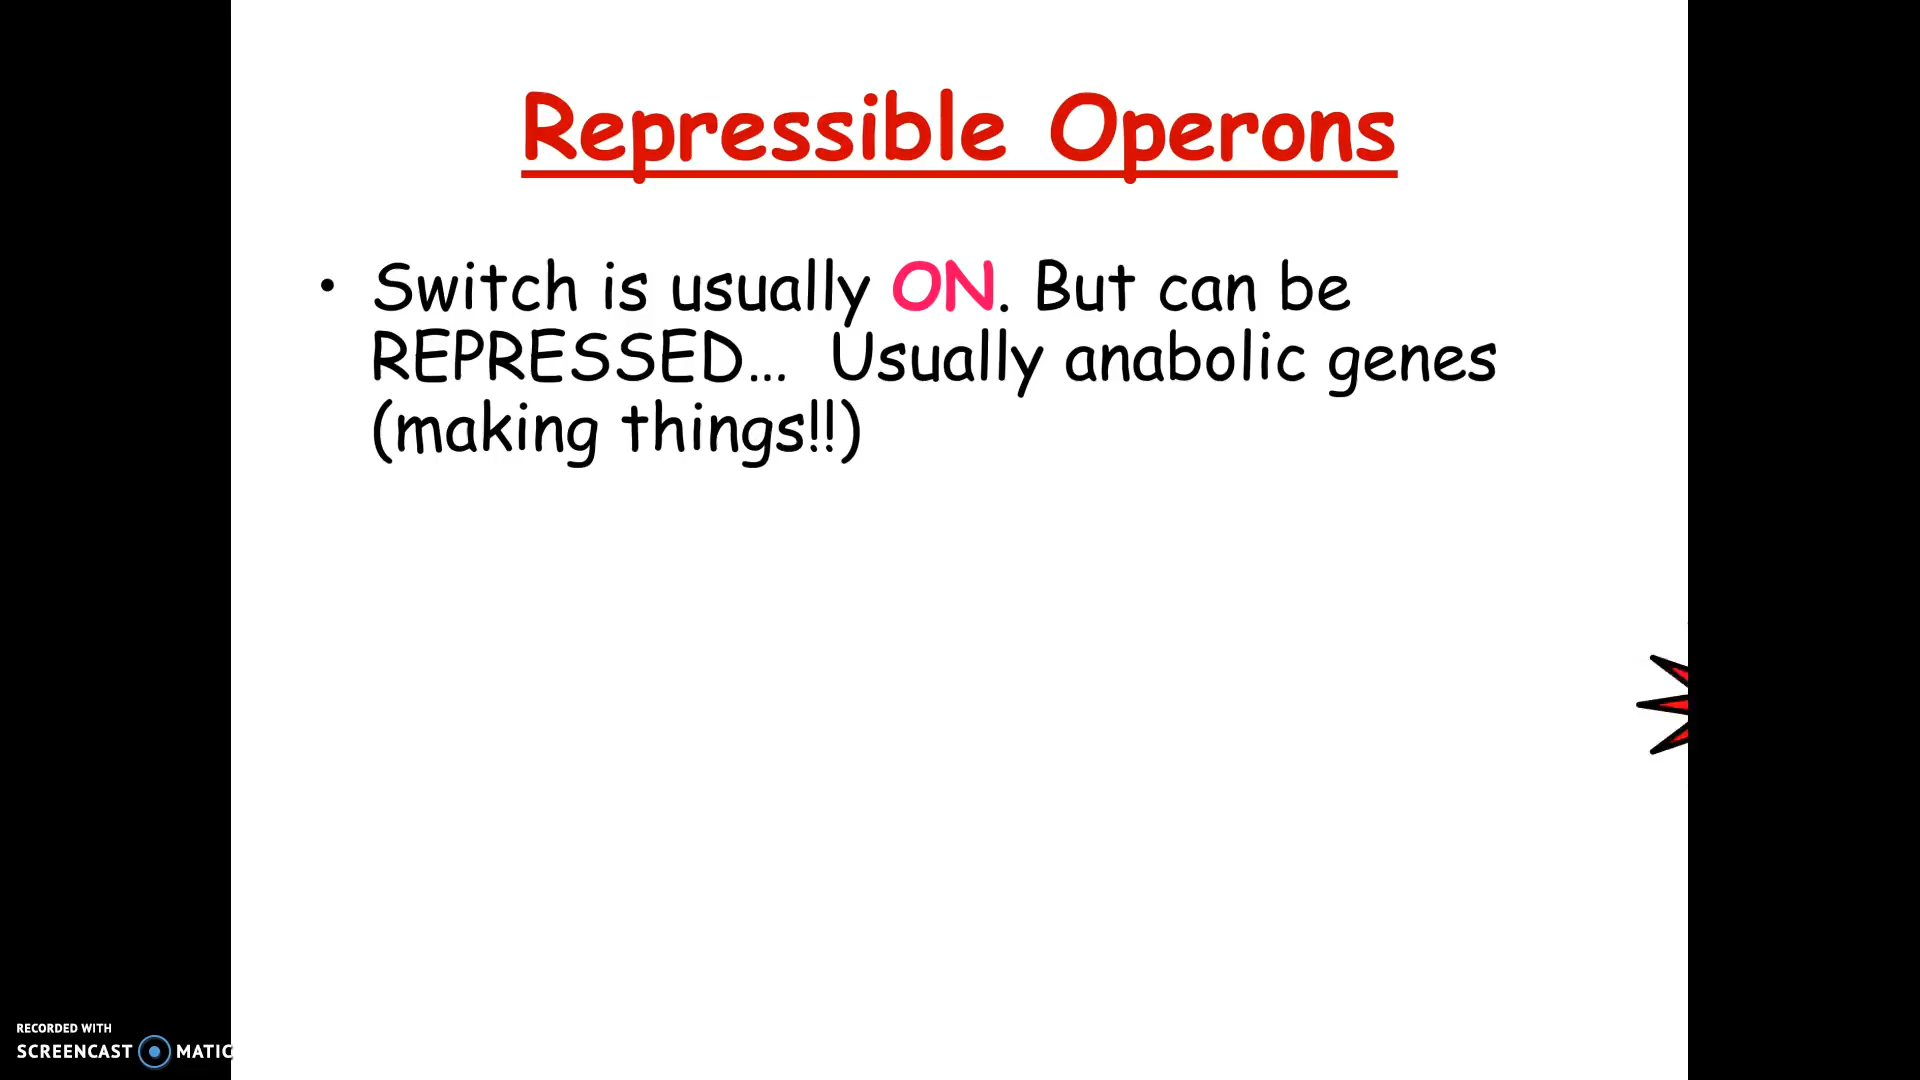 Repressible Operons
• Switch is usually ON. But can be
REPRESSED... Usually anabolic genes
(making things!!)
RECORDED WITH
SCREENCAST MATIC